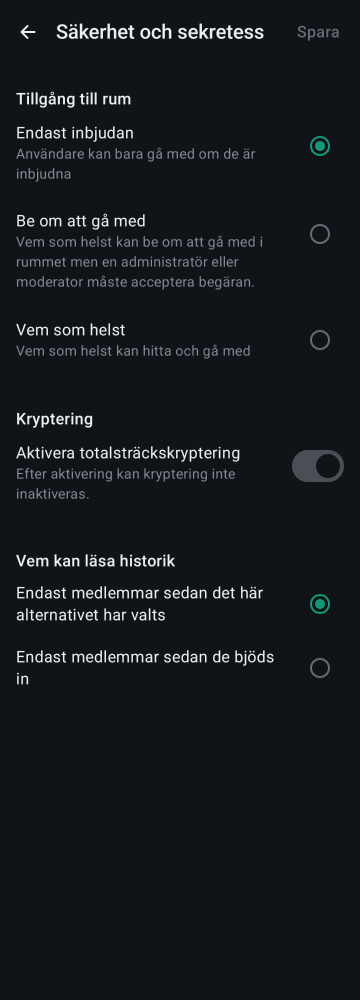 Säkerhet och sekretess
Spara
Tillgång till rum
Endast inbjudan
Användare kan bara gå med om de är
inbjudna
Be om att gå med
Vem som helst kan be om att gå med i
rummet men en administratör eller
moderator måste acceptera begäran.
Vem som helst
Vem som helst kan hitta och gå med
Kryptering
Aktivera totalsträckskryptering
Efter aktivering kan kryptering inte
inaktiveras.
Vem kan läsa historik
Endast medlemmar sedan det här
alternativet har valts
Endast medlemmar sedan de bjöds
in